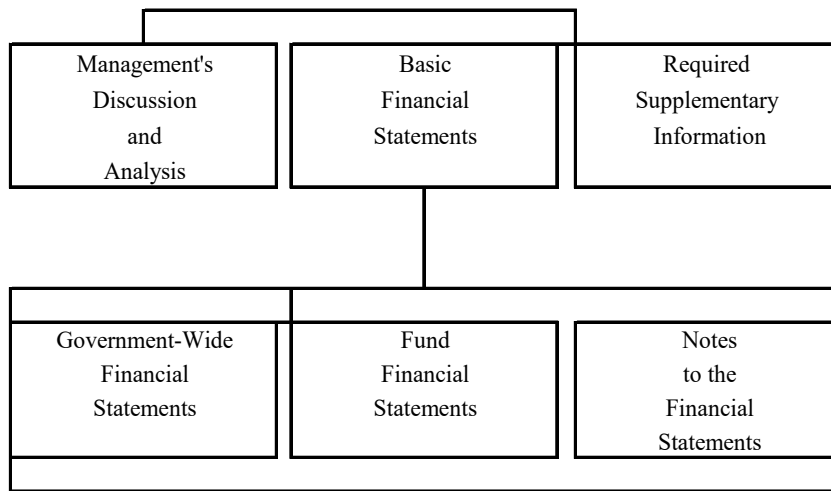 Management's
Discussion
and
Analysis
Basic
Financial
Statements
Required
Supplementary
Information
Government-Wide
Financial
Statements
Fund
Financial
Statements
Notes
to the
Financial
Statements